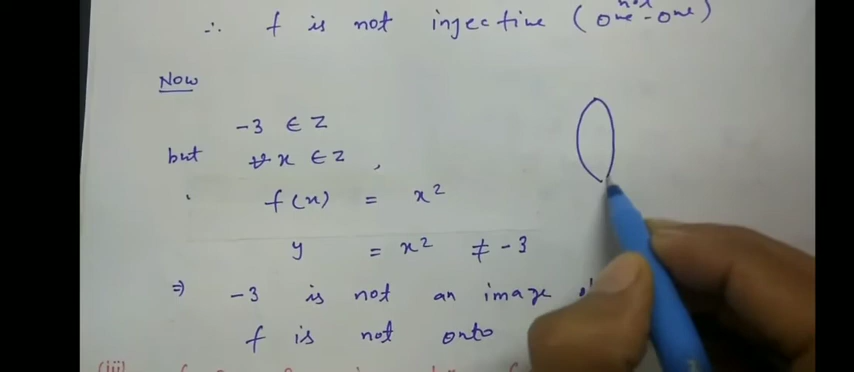 ∴ f is not injective (one-one)
not
Now
-3 ∈ Z
but ∀ x ∈ Z ,
f(x) = x²
y = x² ≠ -3
⇒ -3 is not an image
f is not onto
(iii)